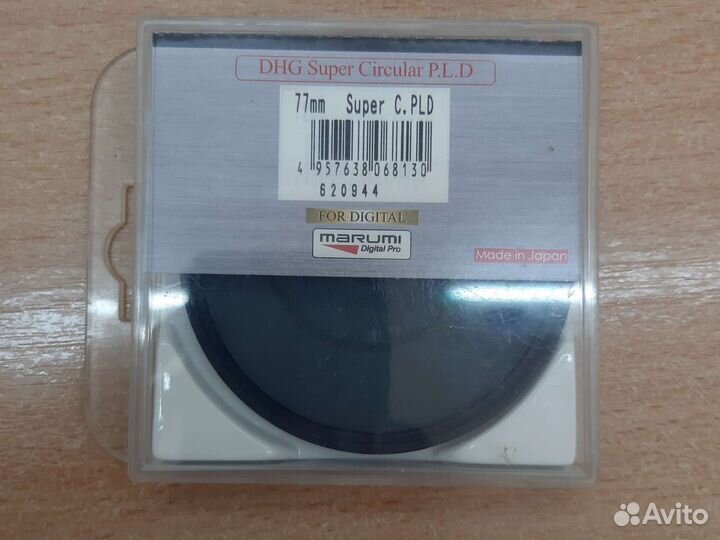 DHG Super Circular P.L.D
77mm Super C.PLD
4 957638 068130
620944
FOR DIGITAL
marumi
Digital Pro
Made in Japan
Avito